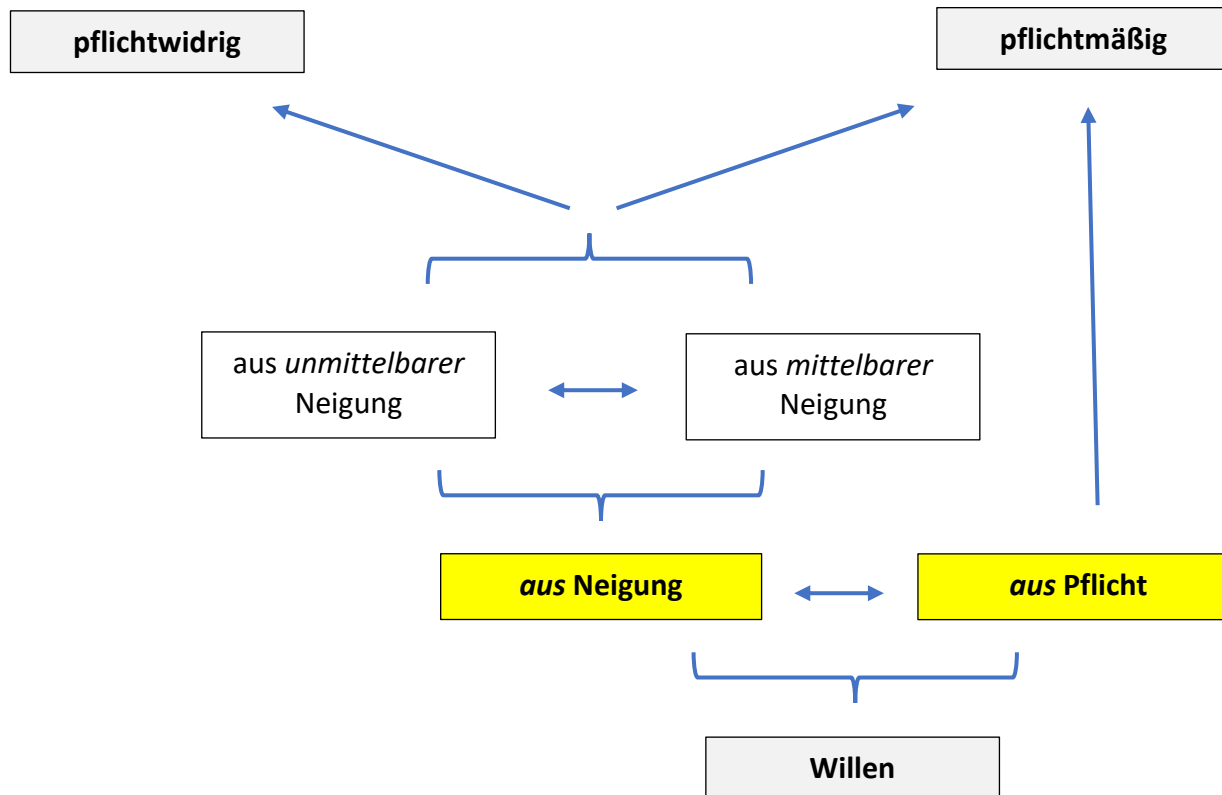 pflichtwidrig
pflichtmäßig
aus unmittelbarer
Neigung
aus mittelbarer
Neigung
aus Neigung
aus Pflicht
Willen